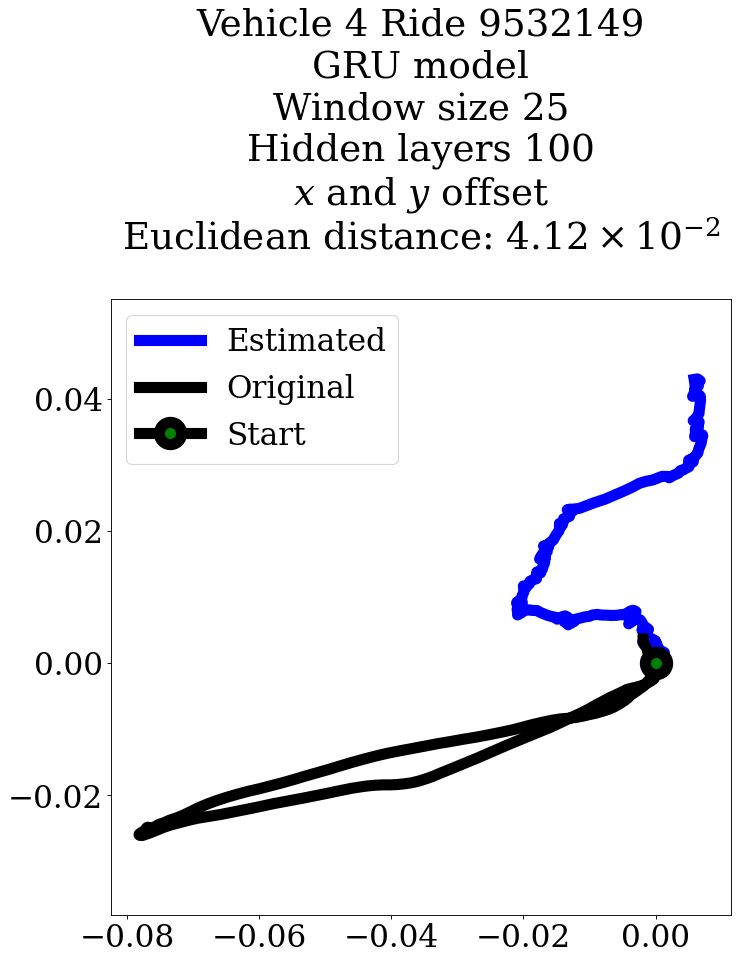 Vehicle 4 Ride 9532149
GRU model
Window size 25
Hidden layers 100
x and y offset
Euclidean distance: 4.12 × 10⁻²
Estimated
Original
Start
0.04
0.02
0.00
−0.02
−0.08 −0.06 −0.04 −0.02 0.00